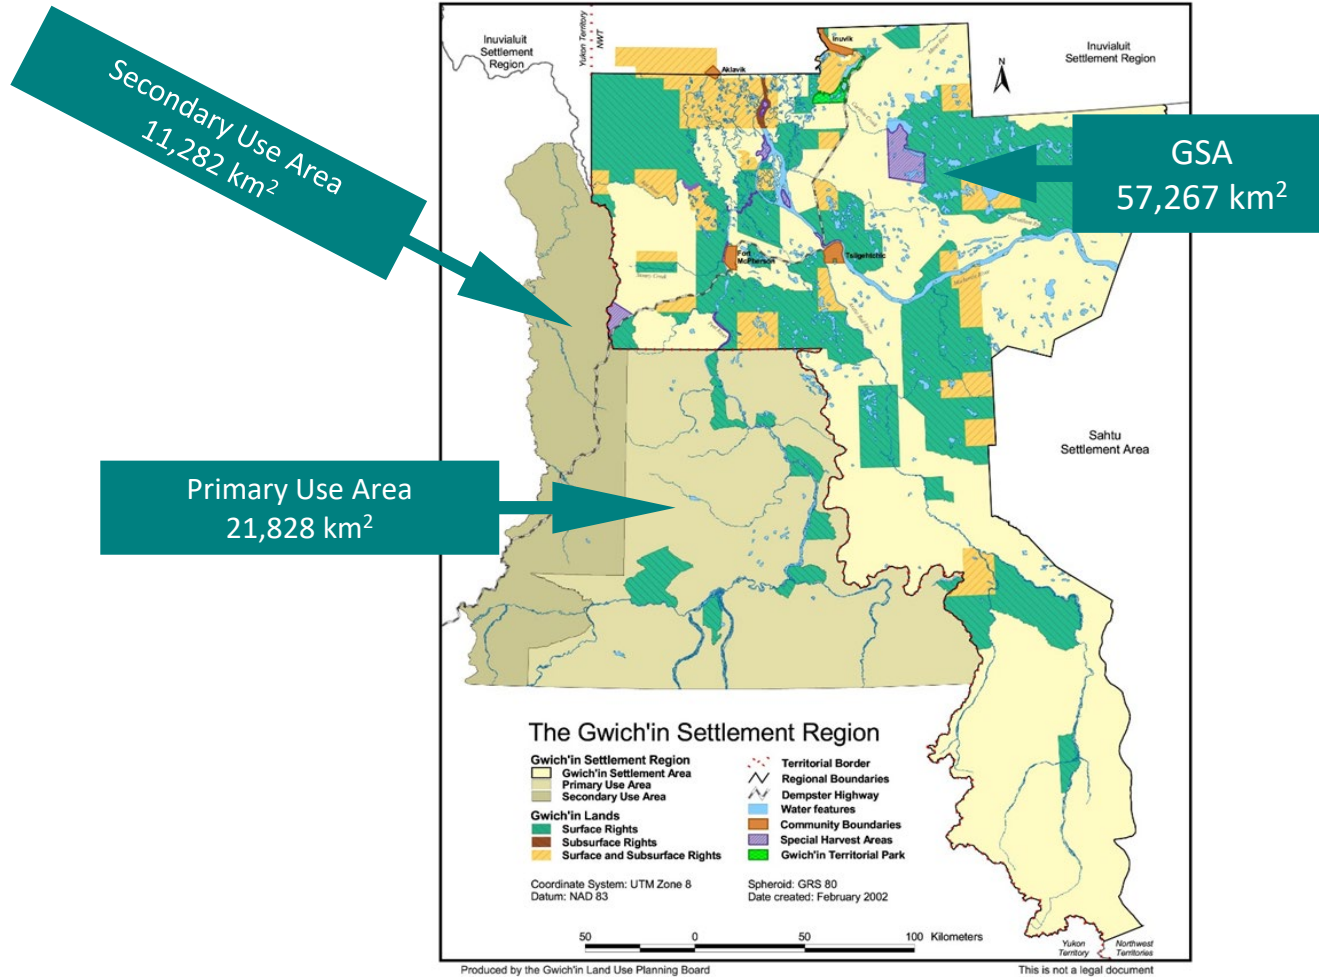 Secondary Use Area
11,282 km²
GSA
57,267 km²
Primary Use Area
21,828 km²
Inuvialuit
Settlement
Region
Yukon Territory
NWT
Inuvik
Aklavik
N
Inuvialuit
Settlement Region
Fort
McPherson
Tsiigehtchic
Stoney Creek
Peel River
Mackenzie River
Sahtu
Settlement Area
The Gwich'in Settlement Region
Gwich'in Settlement Region
Gwich'in Settlement Area
Primary Use Area
Secondary Use Area
Gwich'in Lands
Surface Rights
Subsurface Rights
Surface and Subsurface Rights
Territorial Border
Regional Boundaries
Dempster Highway
Water features
Community Boundaries
Special Harvest Areas
Gwich'in Territorial Park
Coordinate System: UTM Zone 8
Datum: NAD 83
Spheroid: GRS 80
Date created: February 2002
50 0 50 100 Kilometers
Yukon
Territory
Northwest
Territories
Produced by the Gwich'in Land Use Planning Board
This is not a legal document